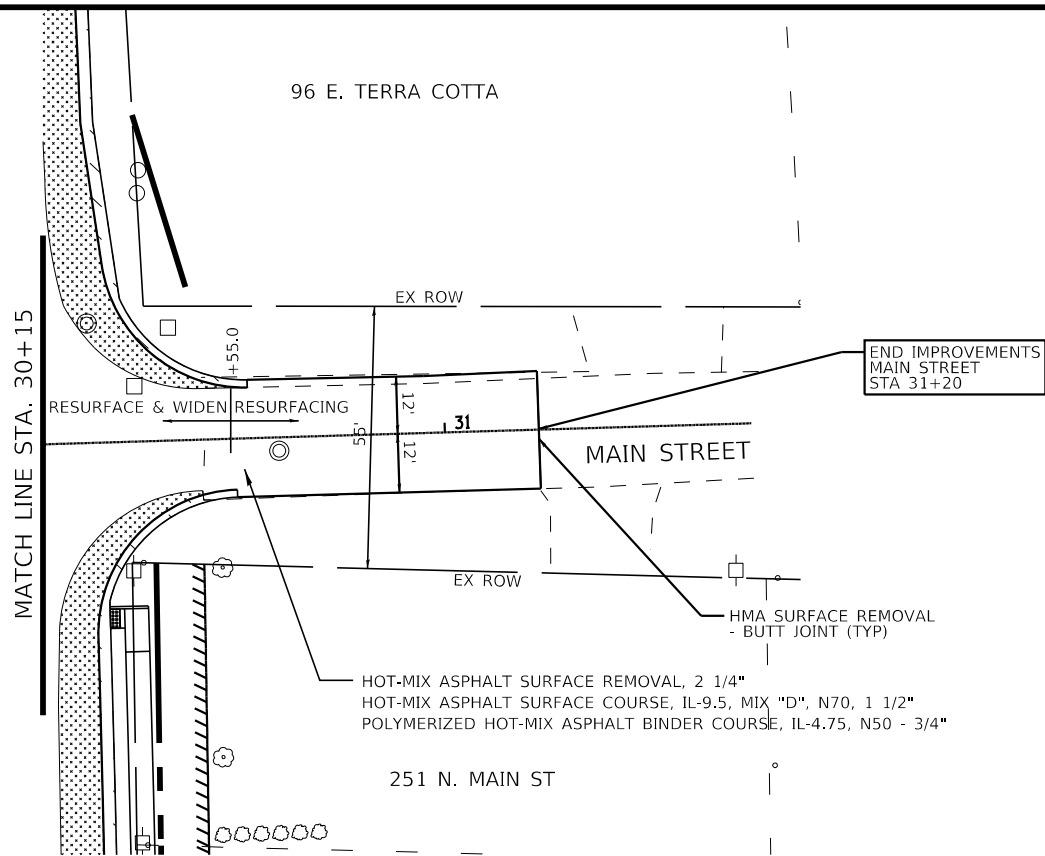 96 E. TERRA COTTA
MATCH LINE STA. 30+15
EX ROW
+55.0
END IMPROVEMENTS
MAIN STREET
STA 31+20
RESURFACE & WIDEN RESURFACING
12'
55'
12'
31
MAIN STREET
EX ROW
HMA SURFACE REMOVAL
- BUTT JOINT (TYP)
HOT-MIX ASPHALT SURFACE REMOVAL, 2 1/4"
HOT-MIX ASPHALT SURFACE COURSE, IL-9.5, MIX "D", N70, 1 1/2"
POLYMERIZED HOT-MIX ASPHALT BINDER COURSE, IL-4.75, N50 - 3/4"
251 N. MAIN ST